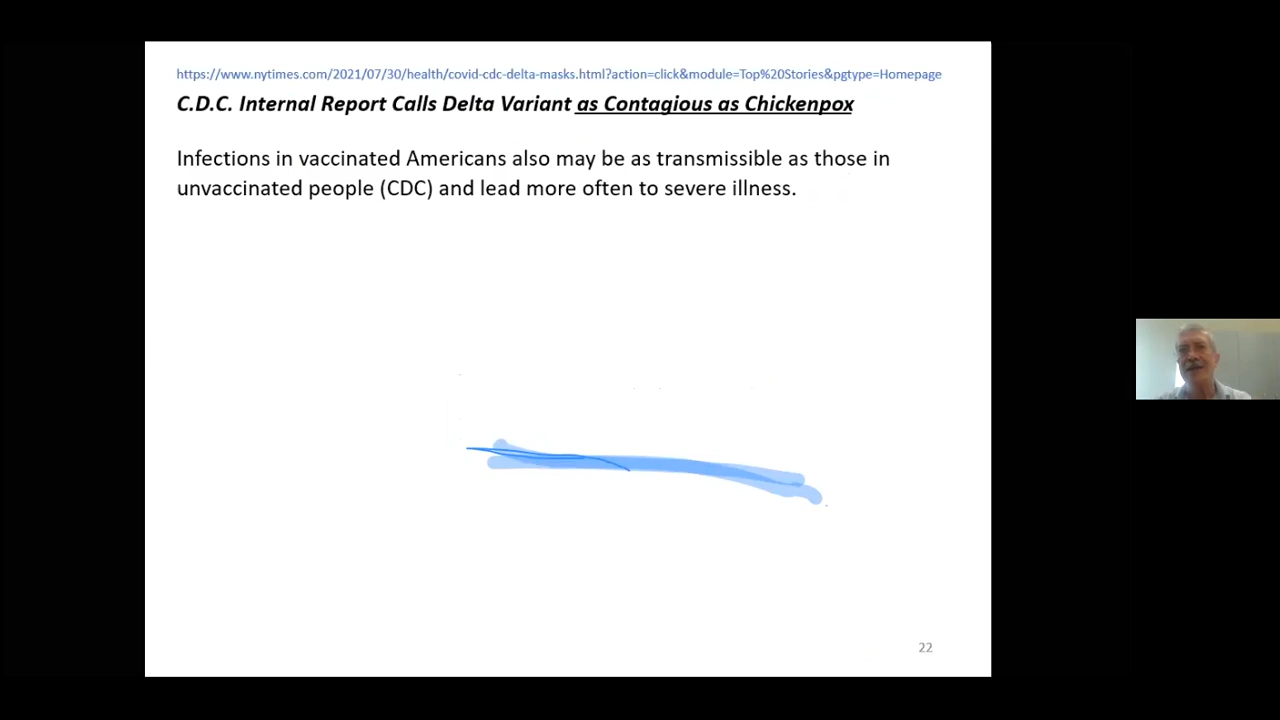 https://www.nytimes.com/2021/07/30/health/covid-cdc-delta-masks.html?action=click&module=Top%20Stories&pgtype=Homepage
C.D.C. Internal Report Calls Delta Variant as Contagious as Chickenpox
Infections in vaccinated Americans also may be as transmissible as those in
unvaccinated people (CDC) and lead more often to severe illness.
22